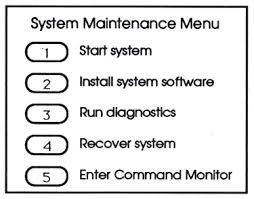 System Maintenance Menu
1 Start system
2 Install system software
3 Run diagnostics
4 Recover system
5 Enter Command Monitor